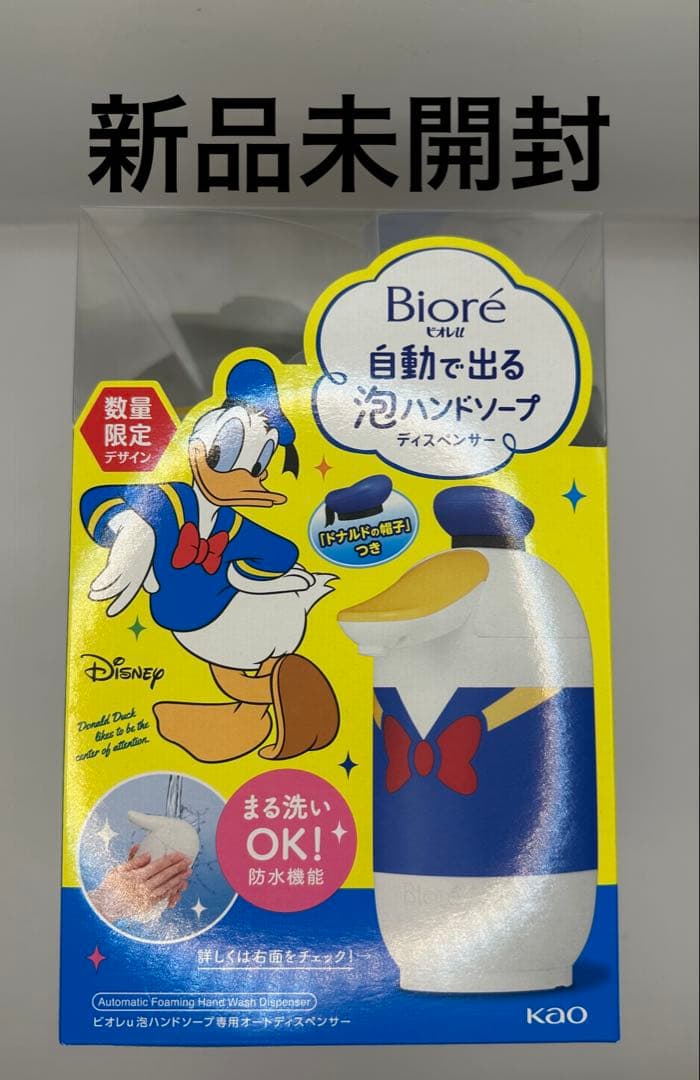 新品未開封
Bioré
ビオレu
自動で出る
泡ハンドソープ
ディスペンサー
数量
限定
デザイン
「ドナルドの帽子」
つき
Disney
Donald Duck
likes to be the
center of attention.
まる洗い
OK!
防水機能
Bioré
詳しくは右面をチェック!→
Automatic Foaming Hand Wash Dispenser
ビオレu泡ハンドソープ専用オートディスペンサー
Kao